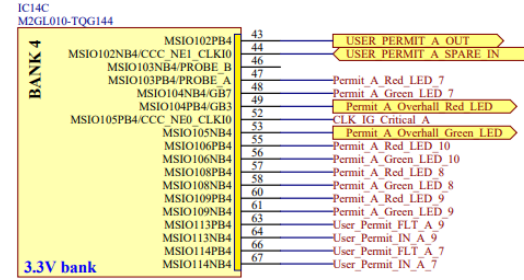 IC14C
M2GL010-TQG144
BANK 4
MSIO102PB4 43 USER_PERMIT_A_OUT
MSIO102NB4/CCC_NE1_CLKI0 44 USER_PERMIT_A_SPARE_IN
MSIO103NB4/PROBE_B 46
MSIO103PB4/PROBE_A 47 Permit_A_Red_LED_7
MSIO104NB4/GB7 48 Permit_A_Green_LED_7
MSIO104PB4/GB3 49 Permit_A_Overhall_Red_LED
MSIO105PB4/CCC_NE0_CLKI0 52 CLK_IG_Critical_A
MSIO105NB4 53 Permit_A_Overhall_Green_LED
MSIO106PB4 55 Permit_A_Red_LED_10
MSIO106NB4 56 Permit_A_Green_LED_10
MSIO108PB4 57 Permit_A_Red_LED_8
MSIO108NB4 58 Permit_A_Green_LED_8
MSIO109PB4 60 Permit_A_Red_LED_9
MSIO109NB4 61 Permit_A_Green_LED_9
MSIO113PB4 63 User_Permit_FLT_A_9
MSIO113NB4 64 User_Permit_IN_A_9
MSIO114PB4 66 User_Permit_FLT_A_7
MSIO114NB4 67 User_Permit_IN_A_7
3.3V bank